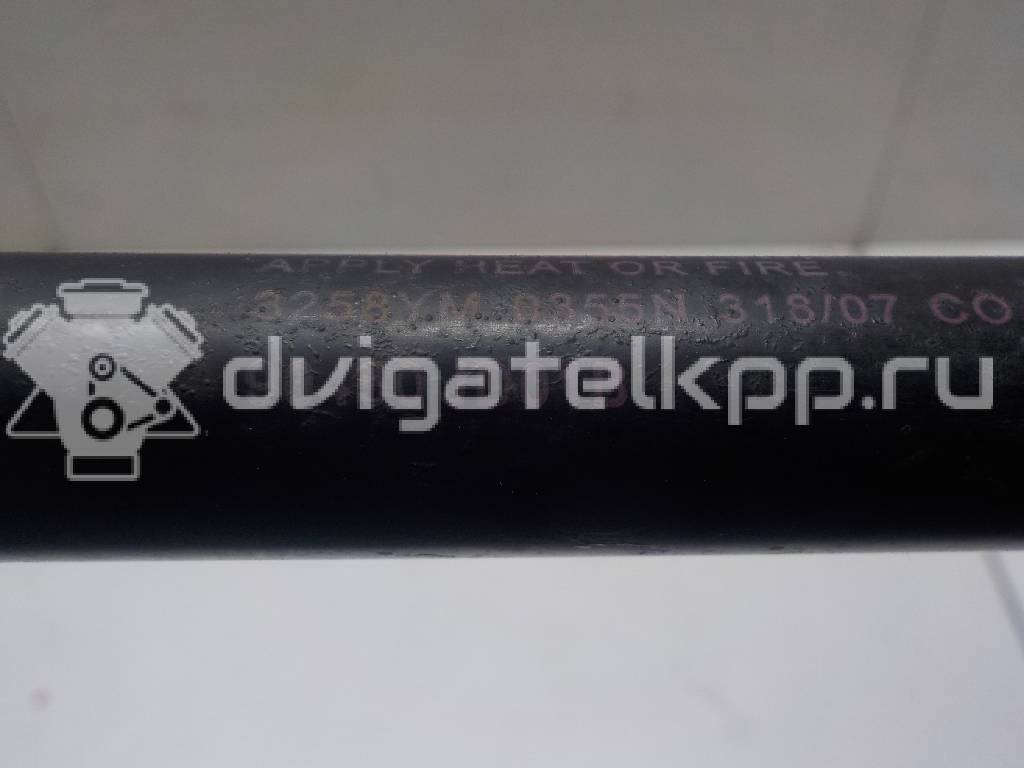 APPLY HEAT OR FIRE.
3258YM 0355N 318/07 CO
dvigatelkpp.ru